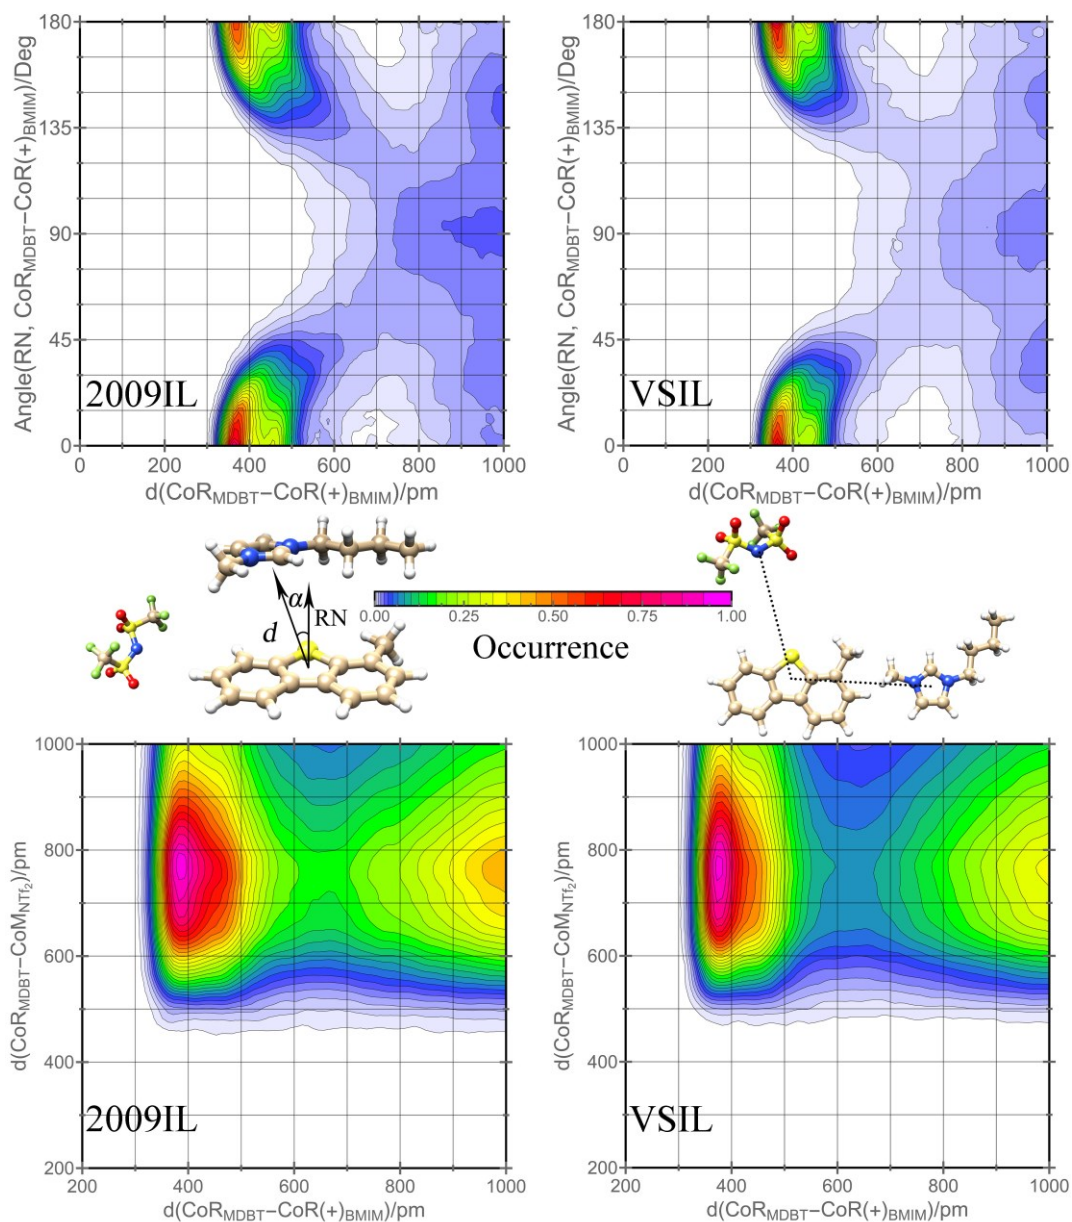 180
135
90
45
0
Angle(RN, CoR_MDBT−CoR(+)_BMIM)/Deg
2009IL
0 200 400 600 800 1000
d(CoR_MDBT−CoR(+)_BMIM)/pm
180
135
90
45
0
Angle(RN, CoR_MDBT−CoR(+)_BMIM)/Deg
VSIL
0 200 400 600 800 1000
d(CoR_MDBT−CoR(+)_BMIM)/pm
α
d
RN
0.00 0.25 0.50 0.75 1.00
Occurrence
1000
800
600
400
200
d(CoR_MDBT−CoM_NTf₂)/pm
2009IL
200 400 600 800 1000
d(CoR_MDBT−CoR(+)_BMIM)/pm
1000
800
600
400
200
d(CoR_MDBT−CoM_NTf₂)/pm
VSIL
200 400 600 800 1000
d(CoR_MDBT−CoR(+)_BMIM)/pm